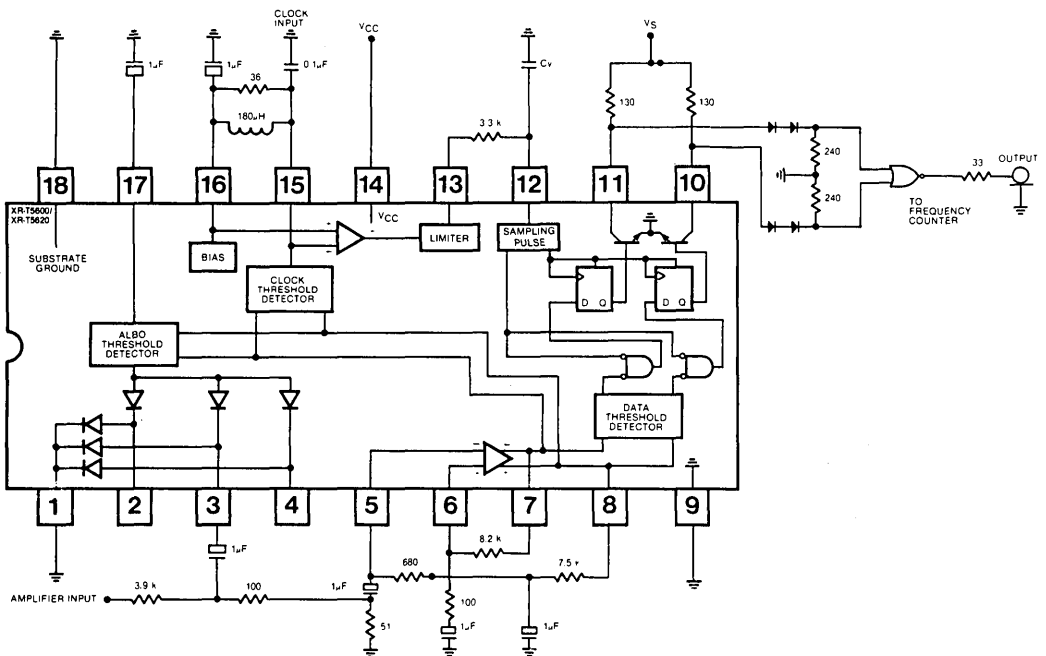 CLOCK
INPUT
VCC
VS
1µF
1µF
36
0 1µF
CV
130
130
180µH
3.3 k
240
240
33
OUTPUT
TO
FREQUENCY
COUNTER
18
17
16
15
14
13
12
11
10
XR-T5600/
XR-T5620
SUBSTRATE
GROUND
BIAS
VCC
LIMITER
SAMPLING
PULSE
CLOCK
THRESHOLD
DETECTOR
D Q
D Q
ALBO
THRESHOLD
DETECTOR
DATA
THRESHOLD
DETECTOR
1
2
3
4
5
6
7
8
9
1µF
8.2 k
680
7.5 r
3.9 k
100
1µF
100
AMPLIFIER INPUT
51
1µF
1µF